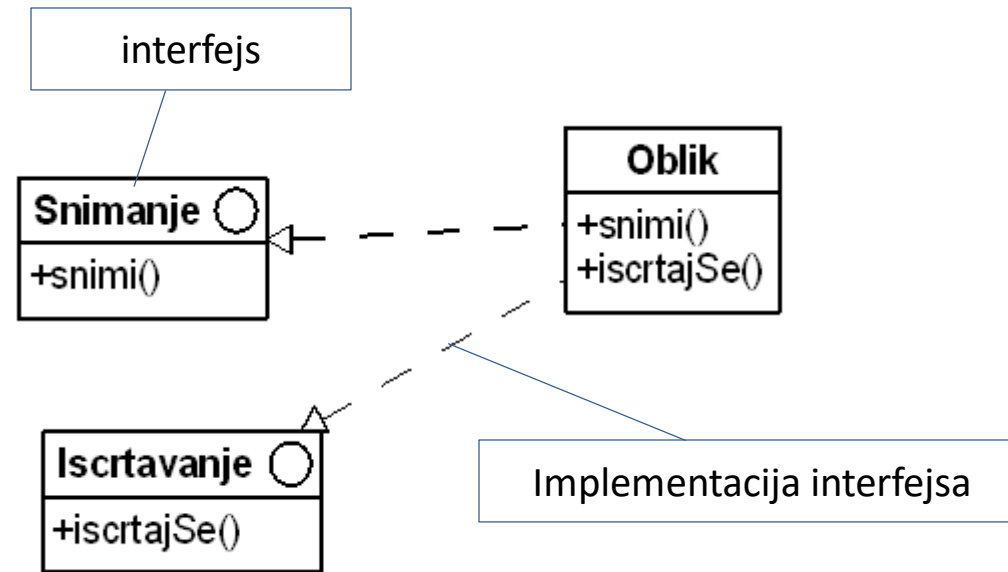 interfejs
Snimanje
+snimi()
Oblik
+snimi()
+iscrtajSe()
Iscrtavanje
+iscrtajSe()
Implementacija interfejsa